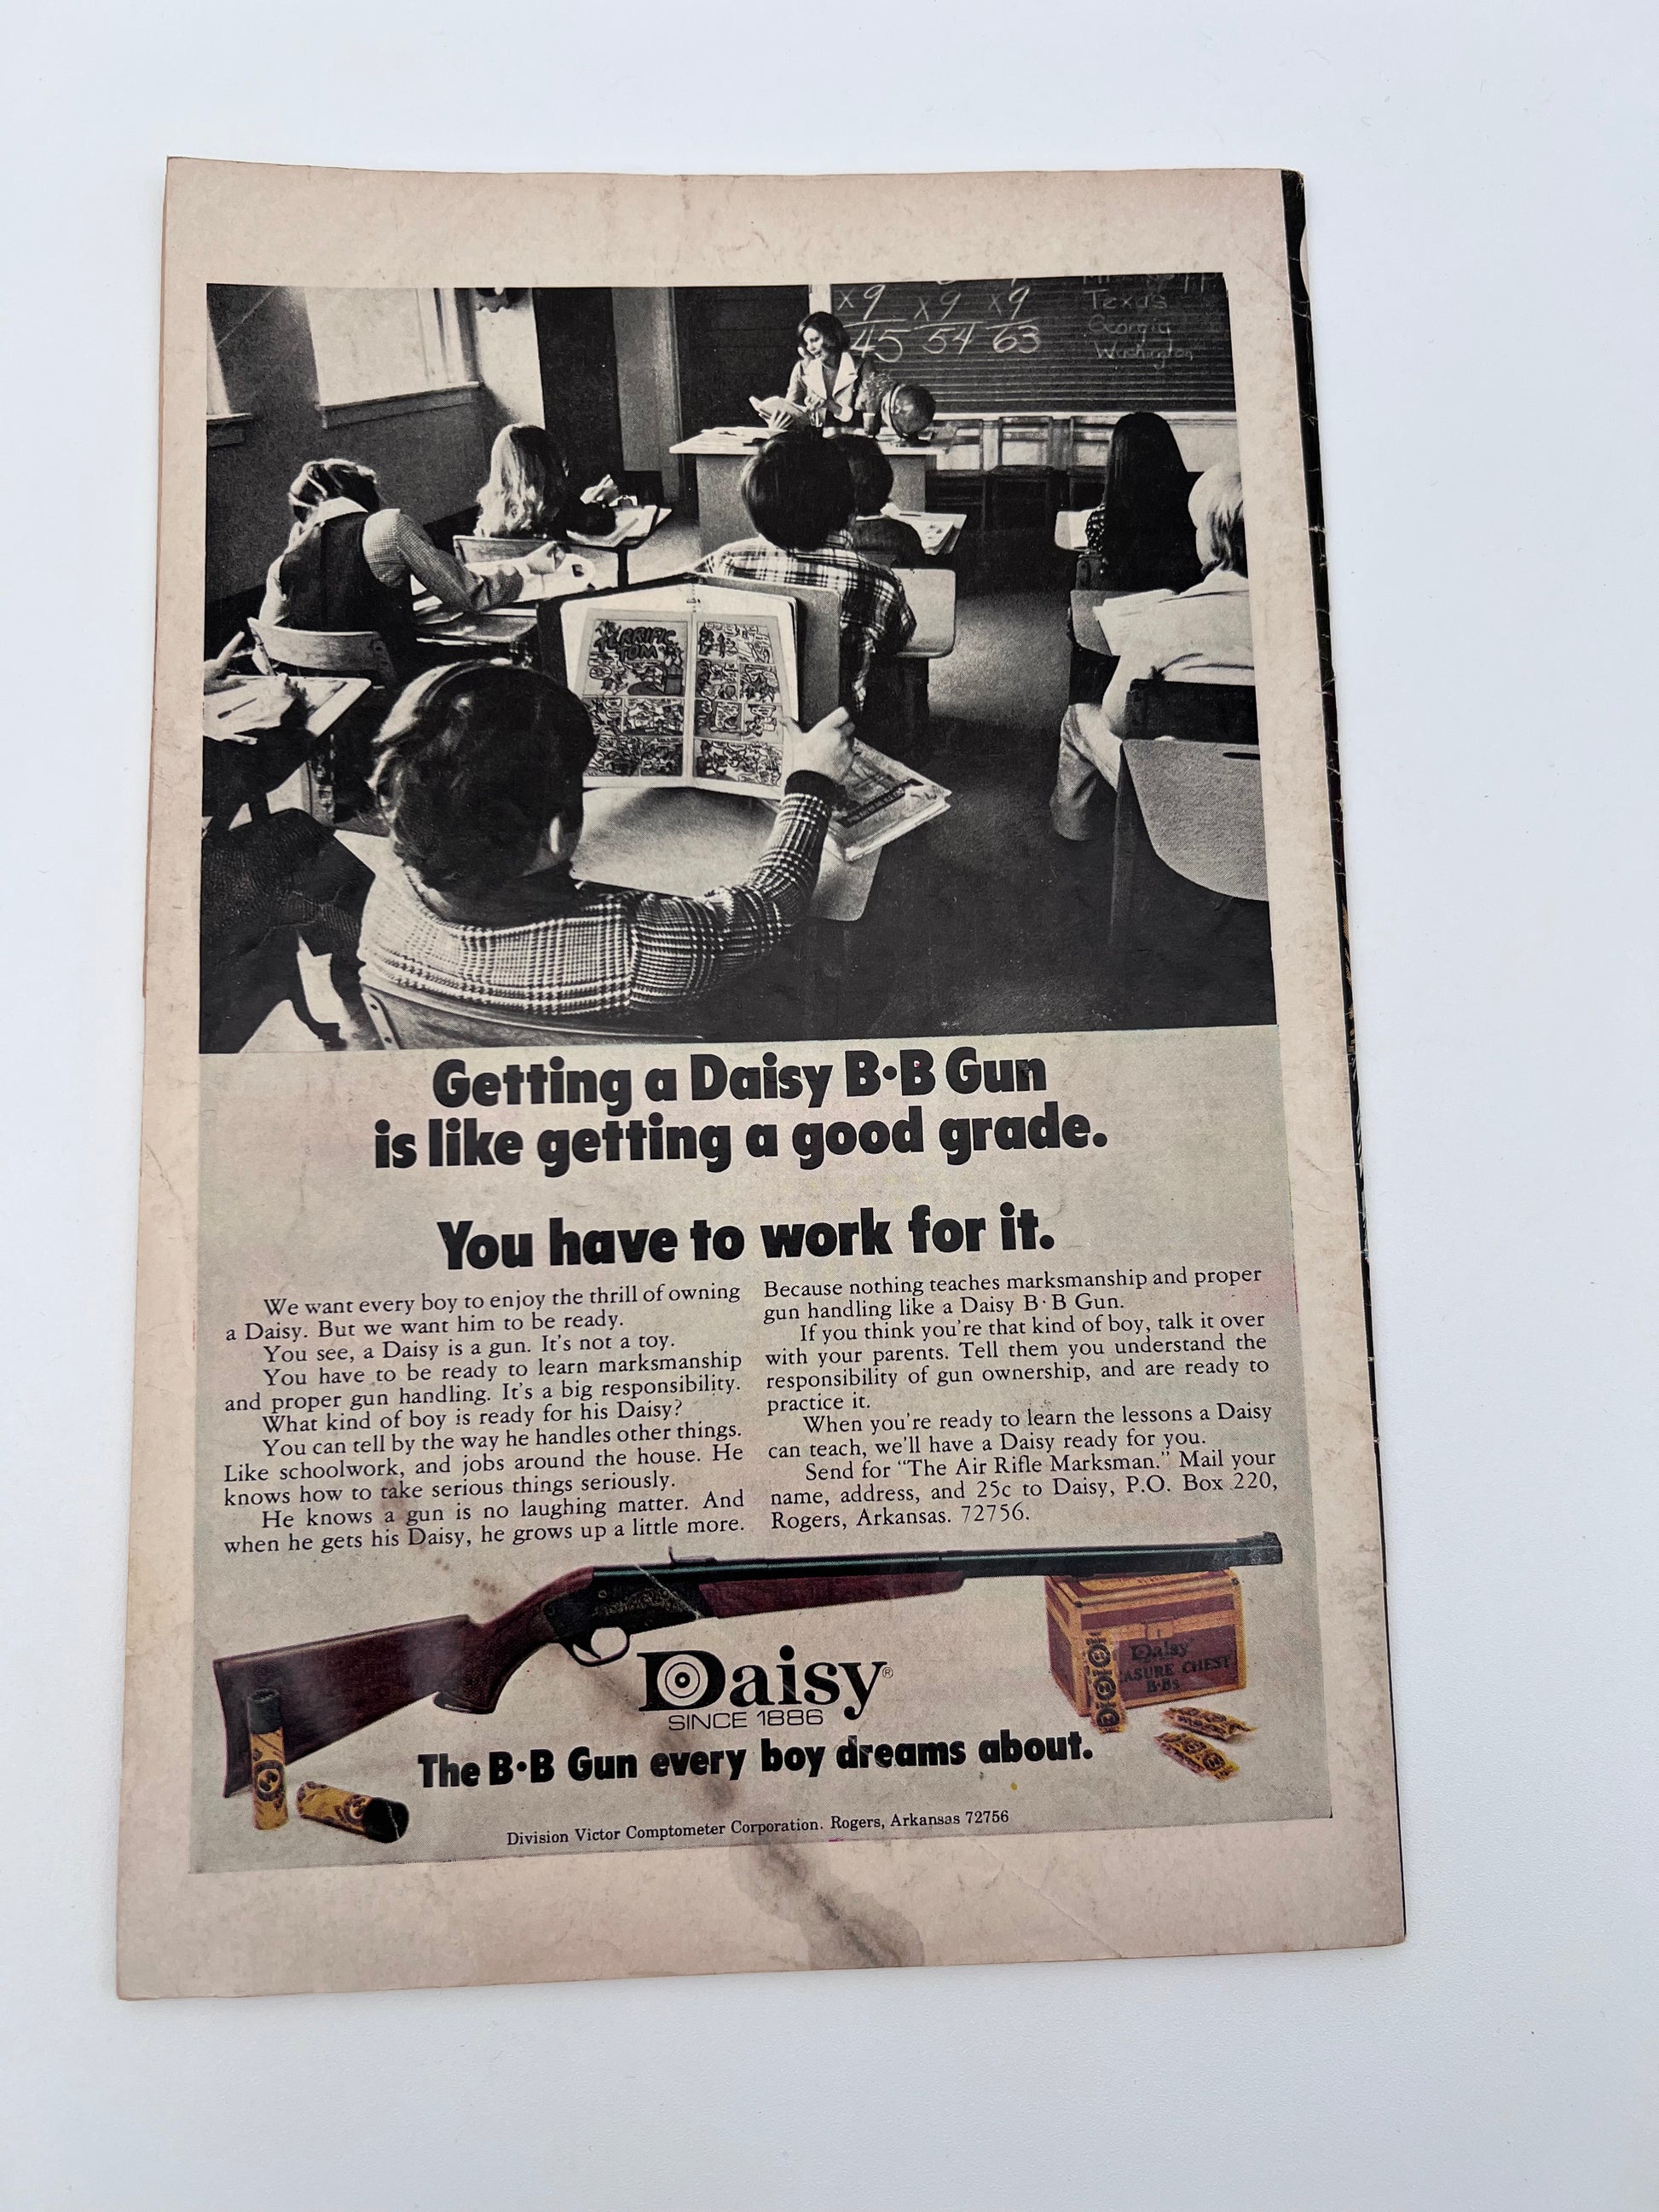 x9 x9 x9
45 54 63
Texas
Georgia
Washington
TERRIFIC
TOM
Getting a Daisy B·B Gun
is like getting a good grade.
You have to work for it.
We want every boy to enjoy the thrill of owning
a Daisy. But we want him to be ready.
You see, a Daisy is a gun. It's not a toy.
You have to be ready to learn marksmanship
and proper gun handling. It's a big responsibility.
What kind of boy is ready for his Daisy?
You can tell by the way he handles other things.
Like schoolwork, and jobs around the house. He
knows how to take serious things seriously.
He knows a gun is no laughing matter. And
when he gets his Daisy, he grows up a little more.
Because nothing teaches marksmanship and proper
gun handling like a Daisy B·B Gun.
If you think you're that kind of boy, talk it over
with your parents. Tell them you understand the
responsibility of gun ownership, and are ready to
practice it.
When you're ready to learn the lessons a Daisy
can teach, we'll have a Daisy ready for you.
Send for "The Air Rifle Marksman." Mail your
name, address, and 25c to Daisy, P.O. Box 220,
Rogers, Arkansas. 72756.
Daisy
ASURE CHEST
B·Bs
Daisy®
SINCE 1886
The B·B Gun every boy dreams about.
Division Victor Comptometer Corporation. Rogers, Arkansas 72756